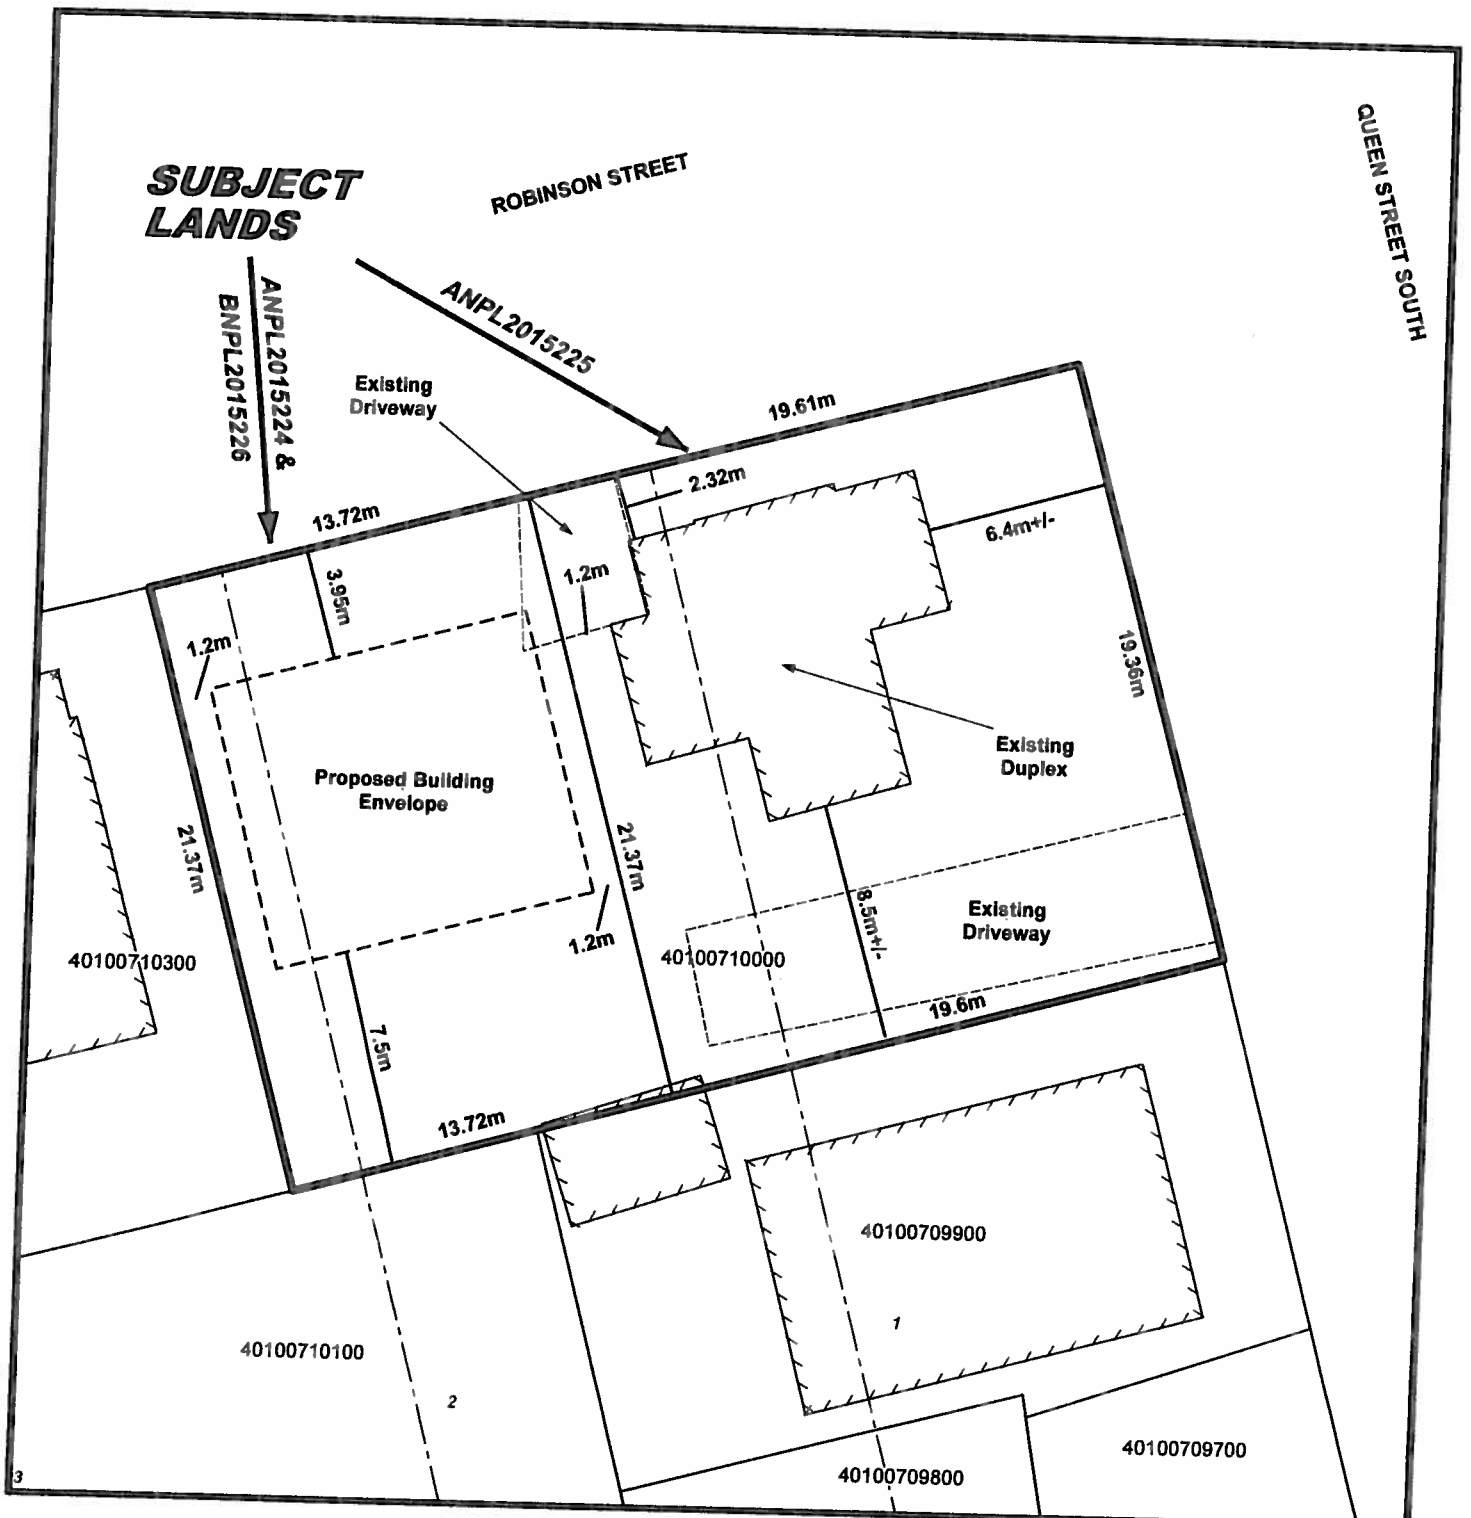 QUEEN STREET SOUTH
ROBINSON STREET
SUBJECT
LANDS
ANPL2015224 &
BNPL2015226
ANPL2015225
Existing
Driveway
19.61m
13.72m
2.32m
6.4m+/-
3.95m
1.2m
1.2m
19.36m
Existing
Duplex
Proposed Building
Envelope
21.37m
21.37m
8.5m+/-
Existing
Driveway
1.2m
40100710300
40100710000
19.6m
7.5m
13.72m
40100709900
1
40100710100
2
40100709700
40100709800
3